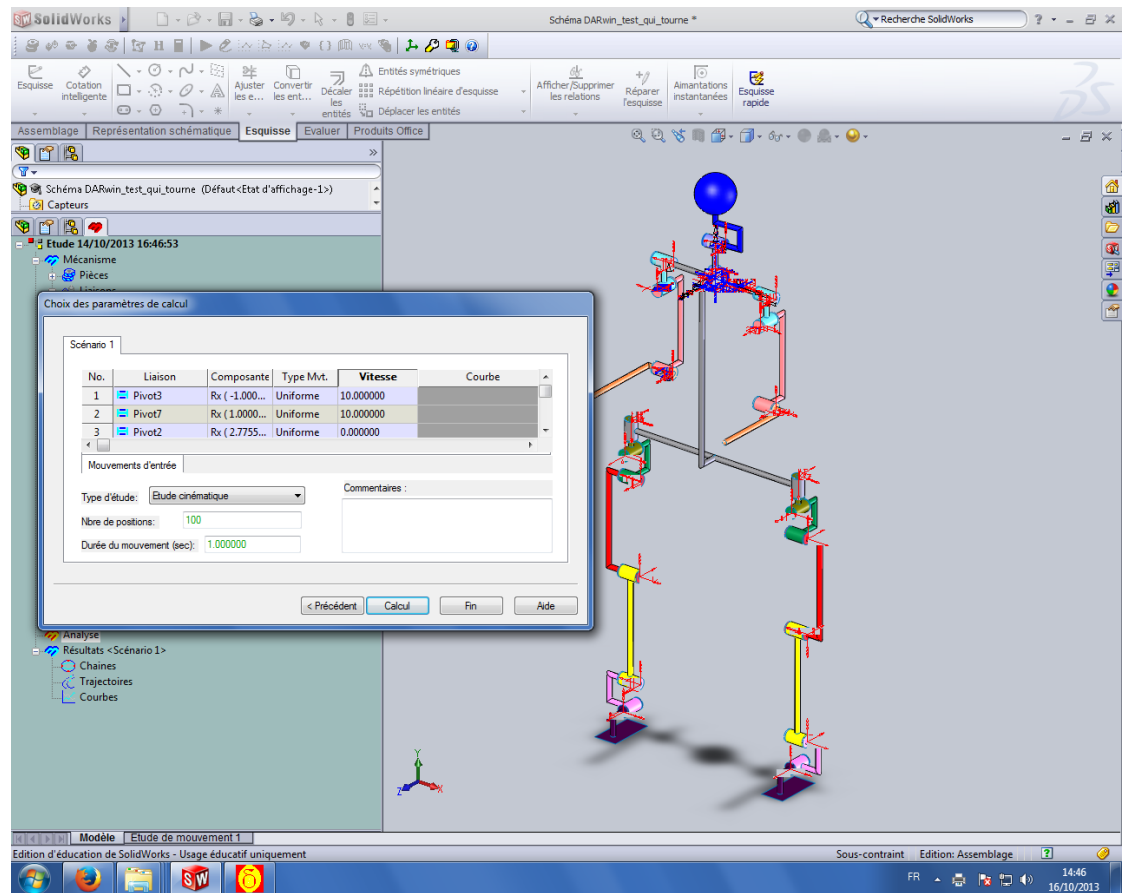 SolidWorks
Schéma DARwin_test_qui_tourne *
Recherche SolidWorks
Esquisse
Cotation intelligente
Ajuster les e...
Convertir les ent...
Décaler les entités
Entités symétriques
Répétition linéaire d'esquisse
Déplacer les entités
Afficher/Supprimer les relations
Réparer l'esquisse
Aimantations instantanées
Esquisse rapide
Assemblage
Représentation schématique
Esquisse
Evaluer
Produits Office
Schéma DARwin_test_qui_tourne (Défaut<Etat d'affichage-1>)
Capteurs
Etude 14/10/2013 16:46:53
Mécanisme
Pièces
Liaisons
Choix des paramètres de calcul
Scénario 1
No. Liaison Composante Type Mvt. Vitesse Courbe
1 Pivot3 Rx ( -1.000... Uniforme 10.000000
2 Pivot7 Rx ( 1.0000... Uniforme 10.000000
3 Pivot2 Rx ( 2.7755... Uniforme 0.000000
Mouvements d'entrée
Type d'étude: Etude cinématique
Commentaires :
Nbre de positions: 100
Durée du mouvement (sec): 1.000000
< Précédent
Calcul
Fin
Aide
Analyse
Résultats <Scénario 1>
Chaines
Trajectoires
Courbes
Y
Z
X
Modèle
Etude de mouvement 1
Edition d'éducation de SolidWorks - Usage éducatif uniquement
Sous-contraint
Edition: Assemblage
FR
14:46
16/10/2013